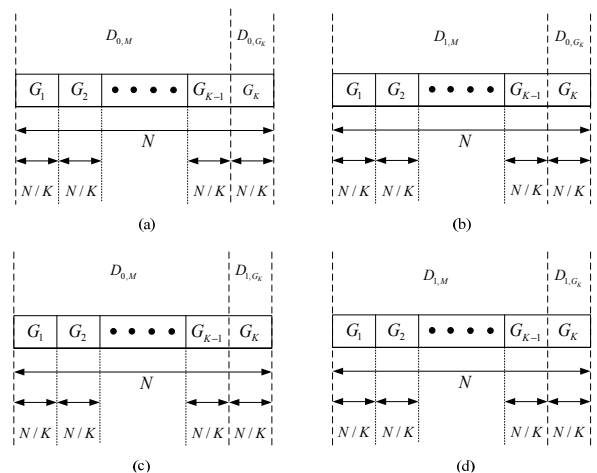 D_{0,M} D_{0,G_K} D_{1,M} D_{0,G_K}
G_1 G_2 • • • • G_{K-1} G_K G_1 G_2 • • • • G_{K-1} G_K
N N
N/K N/K N/K N/K N/K N/K N/K N/K
(a) (b)
D_{0,M} D_{1,G_K} D_{1,M} D_{1,G_K}
G_1 G_2 • • • • G_{K-1} G_K G_1 G_2 • • • • G_{K-1} G_K
N N
N/K N/K N/K N/K N/K N/K N/K N/K
(c) (d)